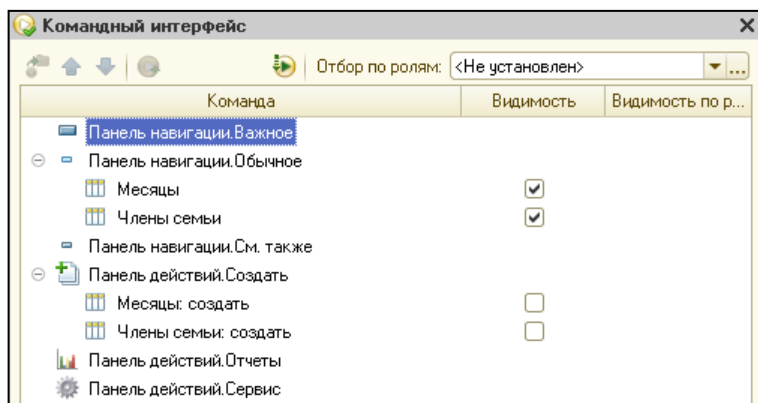 Командный интерфейс
Отбор по ролям: <Не установлен>
Команда Видимость Видимость по р...
Панель навигации.Важное
Панель навигации.Обычное
Месяцы
Члены семьи
Панель навигации.См. также
Панель действий.Создать
Месяцы: создать
Члены семьи: создать
Панель действий.Отчеты
Панель действий.Сервис